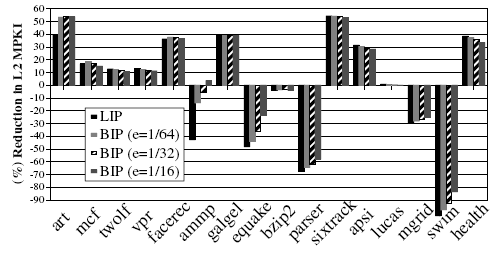 (%) Reduction in L2 MPKI
60
50
40
30
20
10
0
-10
-20
-30
-40
-50
-60
-70
-80
-90
LIP
BIP (e=1/64)
BIP (e=1/32)
BIP (e=1/16)
art
mcf
twolf
vpr
facerec
ammp
galgel
equake
bzip2
parser
sixtrack
apsi
lucas
mgrid
swim
health